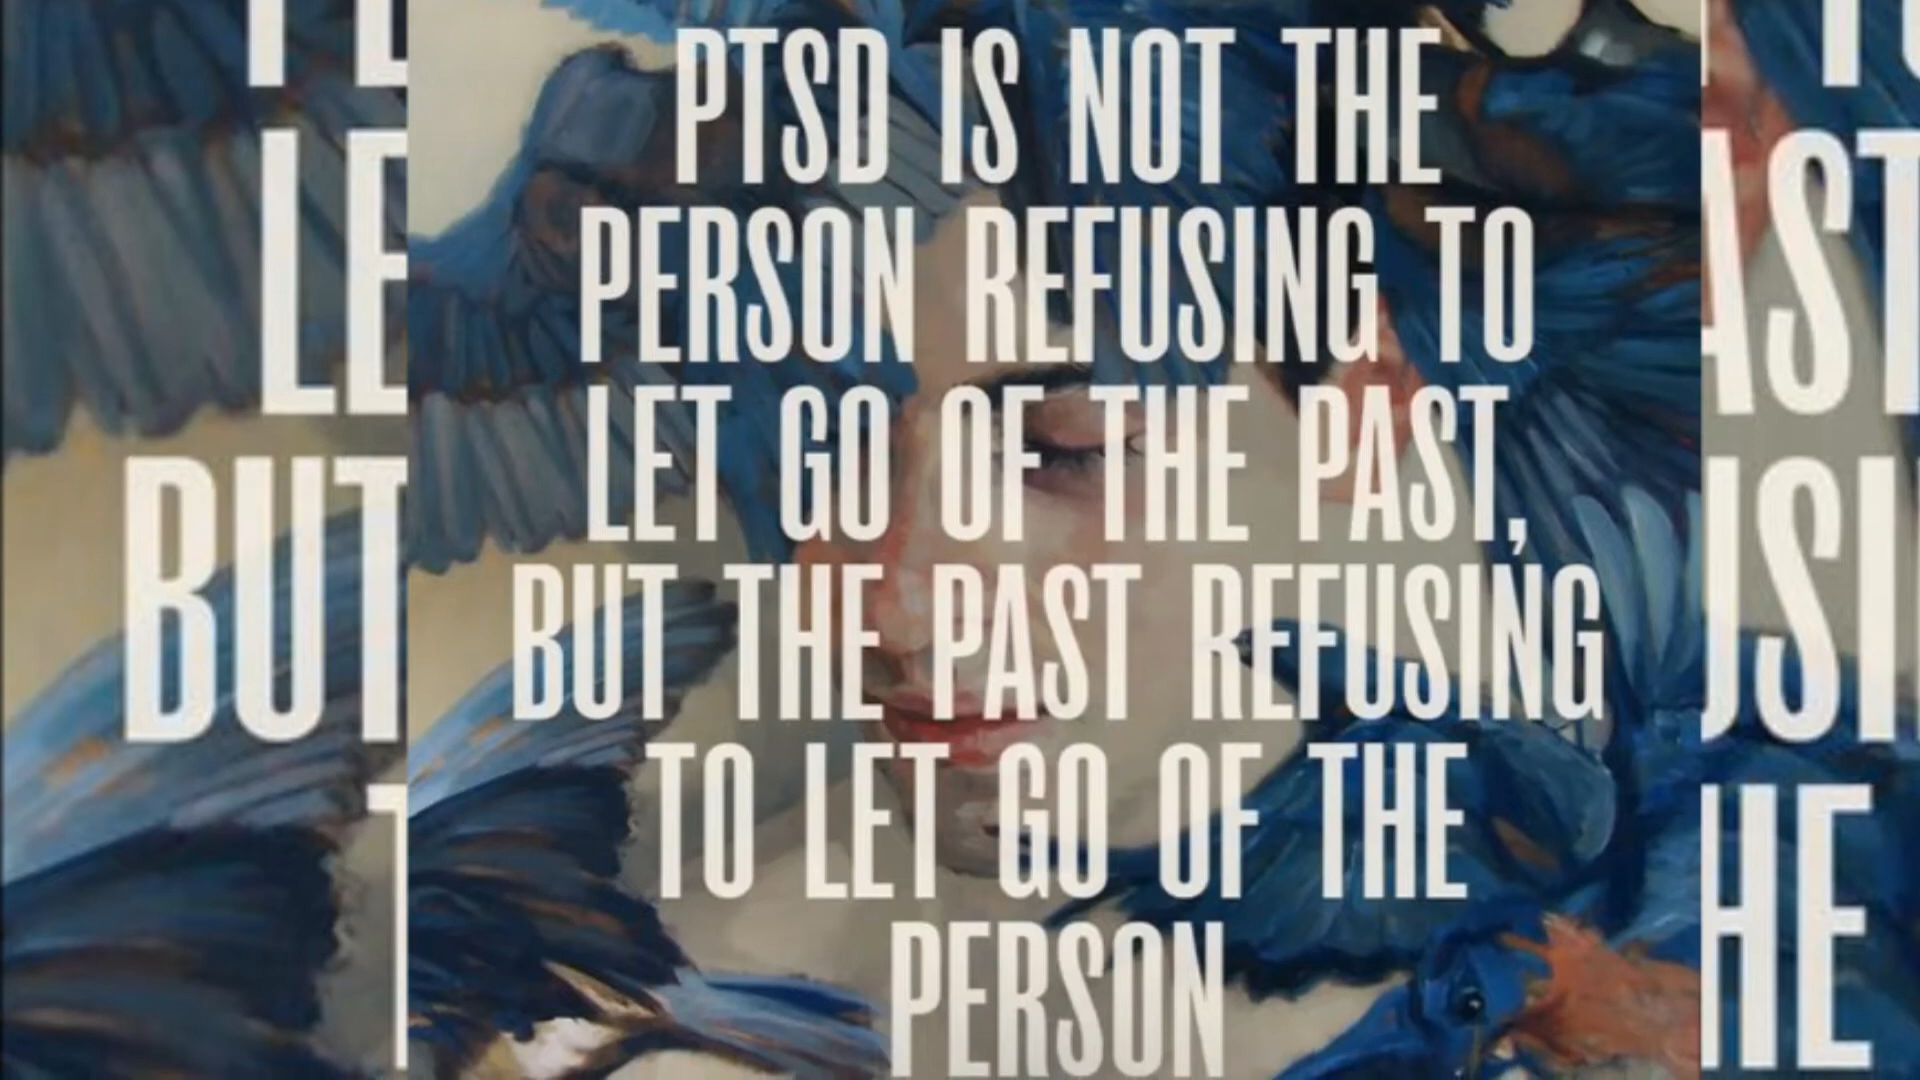 PTSD IS NOT THE
PERSON REFUSING TO
LET GO OF THE PAST,
BUT THE PAST REFUSING
TO LET GO OF THE
PERSON